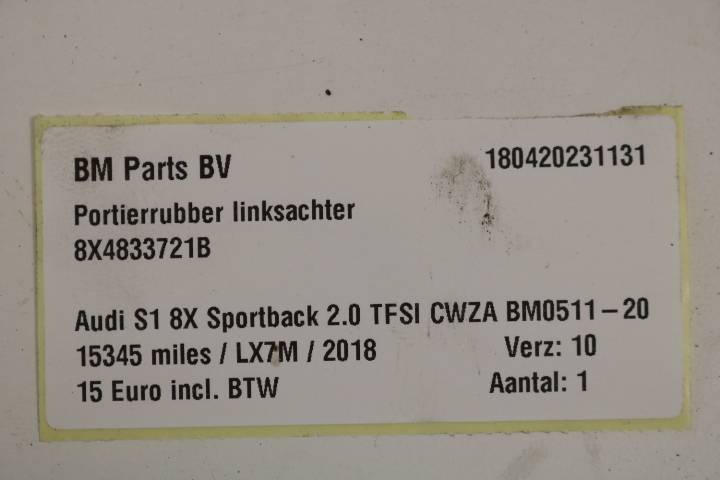 BM Parts BV 180420231131
Portierrubber linksachter
8X4833721B
Audi S1 8X Sportback 2.0 TFSI CWZA BM0511-20
15345 miles / LX7M / 2018 Verz: 10
15 Euro incl. BTW Aantal: 1